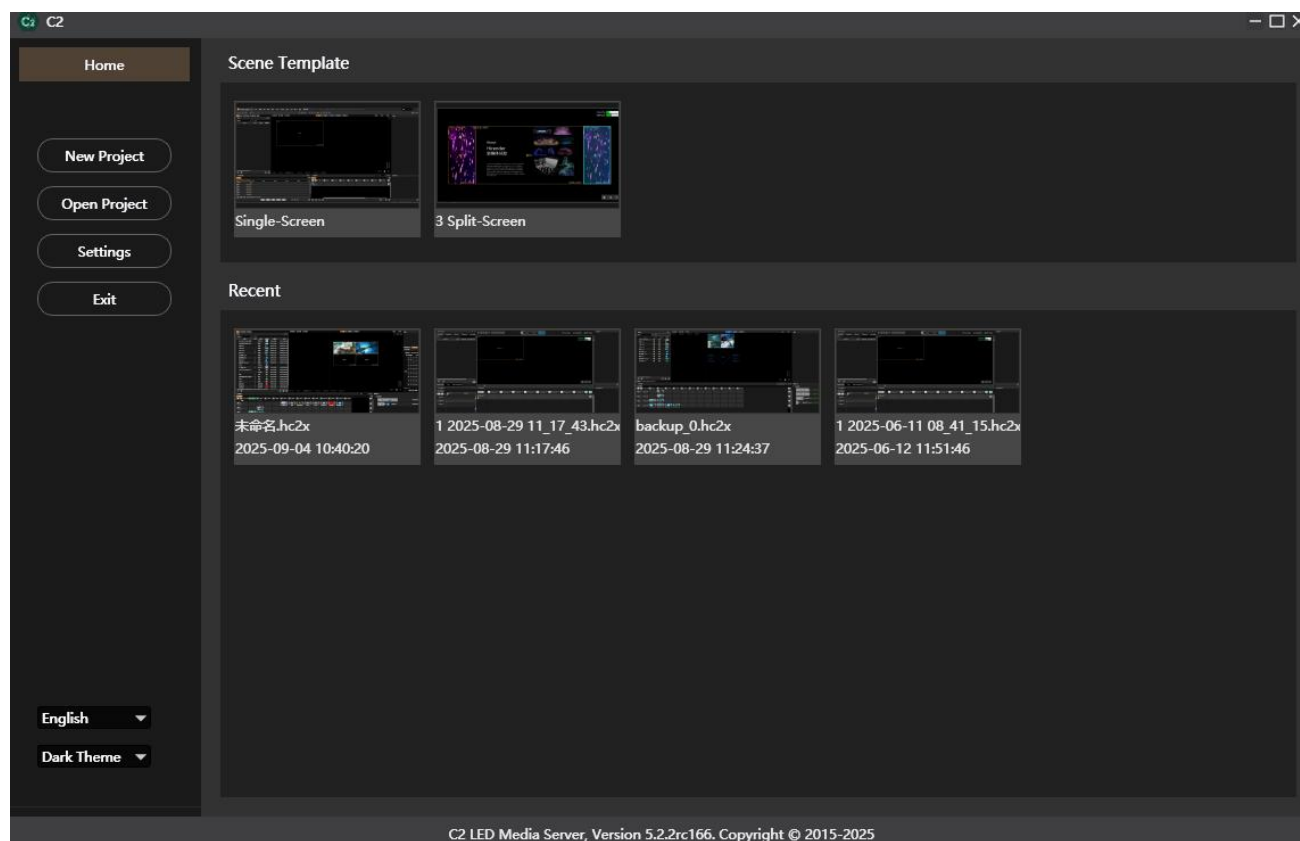 C2
Home
New Project
Open Project
Settings
Exit
English
Dark Theme
Scene Template
Single-Screen
3 Split-Screen
Recent
未命名.hc2x
2025-09-04 10:40:20
1 2025-08-29 11_17_43.hc2x
2025-08-29 11:17:46
backup_0.hc2x
2025-08-29 11:24:37
1 2025-06-11 08_41_15.hc2x
2025-06-12 11:51:46
C2 LED Media Server, Version 5.2.2rc166. Copyright © 2015-2025